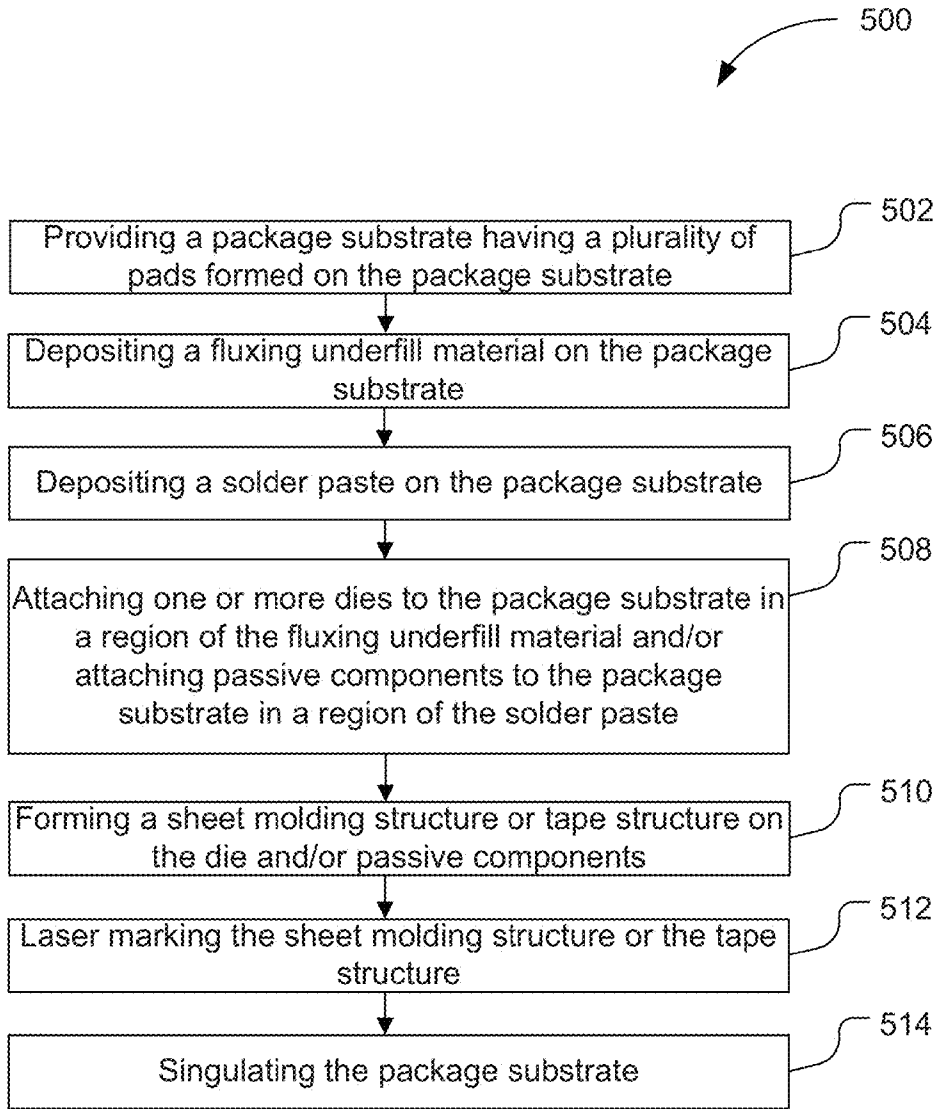 500
502
Providing a package substrate having a plurality of
pads formed on the package substrate
504
Depositing a fluxing underfill material on the package
substrate
506
Depositing a solder paste on the package substrate
508
Attaching one or more dies to the package substrate in
a region of the fluxing underfill material and/or
attaching passive components to the package
substrate in a region of the solder paste
510
Forming a sheet molding structure or tape structure on
the die and/or passive components
512
Laser marking the sheet molding structure or the tape
structure
514
Singulating the package substrate